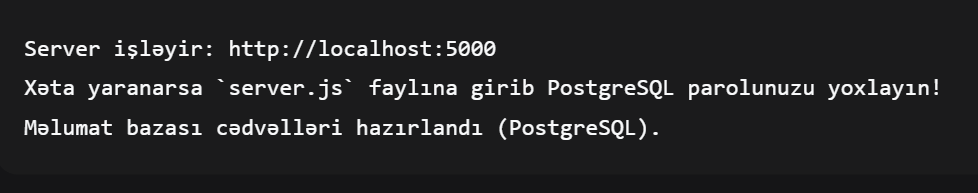 Server işləyir: http://localhost:5000
Xəta yaranarsa `server.js` faylına girib PostgreSQL parolunuzu yoxlayın!
Məlumat bazası cədvəlləri hazırlandı (PostgreSQL).